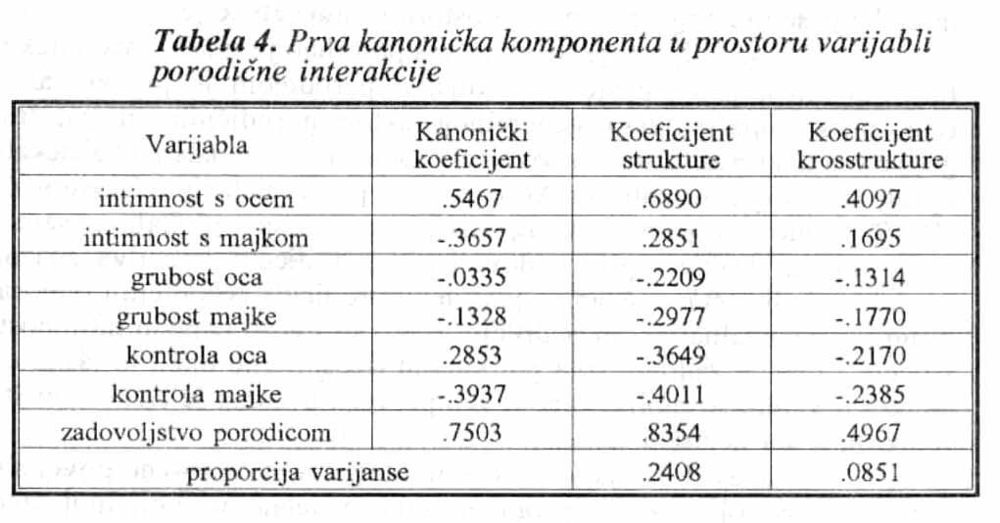 Tabela 4. Prva kanonička komponenta u prostoru varijabli
porodične interakcije
Varijabla Kanonički koeficijent Koeficijent strukture Koeficijent krosstrukture
intimnost s ocem .5467 .6890 .4097
intimnost s majkom -.3657 .2851 .1695
grubost oca -.0335 -.2209 -.1314
grubost majke -.1328 -.2977 -.1770
kontrola oca .2853 -.3649 -.2170
kontrola majke -.3937 -.4011 -.2385
zadovoljstvo porodicom .7503 .8354 .4967
proporcija varijanse .2408 .0851